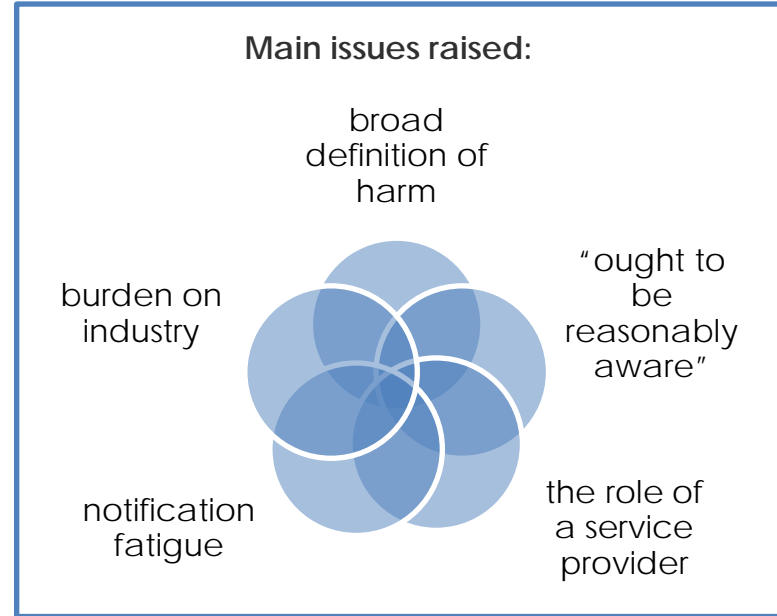 Main issues raised:
broad
definition of
harm
“ought to
be
reasonably
aware”
the role of
a service
provider
notification
fatigue
burden on
industry